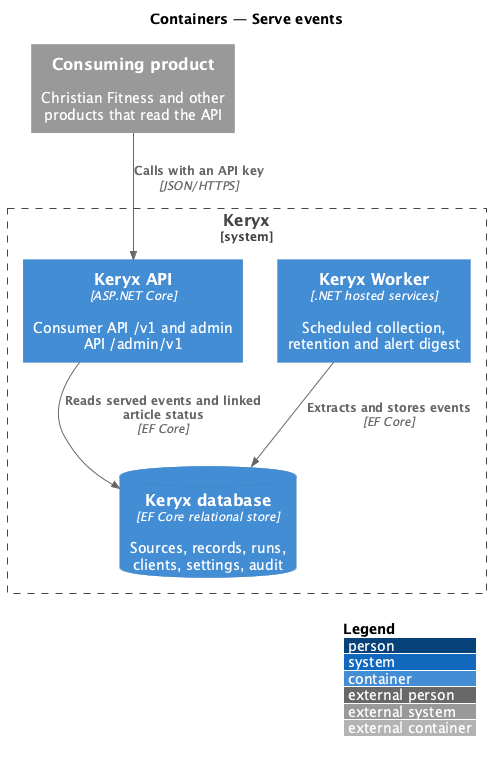 Containers — Serve events
Consuming product
Christian Fitness and other
products that read the API
Calls with an API key
[JSON/HTTPS]
Keryx
[system]
Keryx API
[ASP.NET Core]
Consumer API /v1 and admin
API /admin/v1
Keryx Worker
[.NET hosted services]
Scheduled collection,
retention and alert digest
Reads served events and linked
article status
[EF Core]
Extracts and stores events
[EF Core]
Keryx database
[EF Core relational store]
Sources, records, runs,
clients, settings, audit
Legend
person
system
container
external person
external system
external container